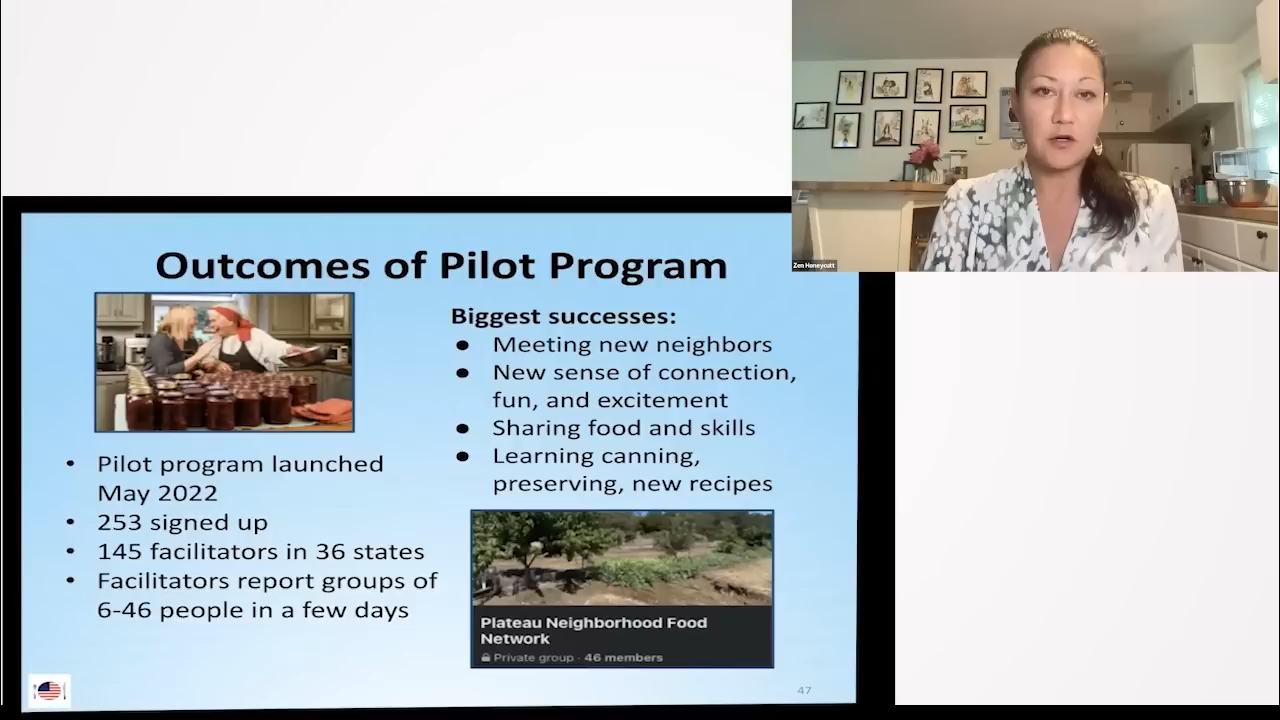 Zen Honeycutt
Outcomes of Pilot Program
• Pilot program launched
May 2022
• 253 signed up
• 145 facilitators in 36 states
• Facilitators report groups of
6-46 people in a few days
Biggest successes:
● Meeting new neighbors
● New sense of connection,
fun, and excitement
● Sharing food and skills
● Learning canning,
preserving, new recipes
Plateau Neighborhood Food
Network
Private group · 46 members
47